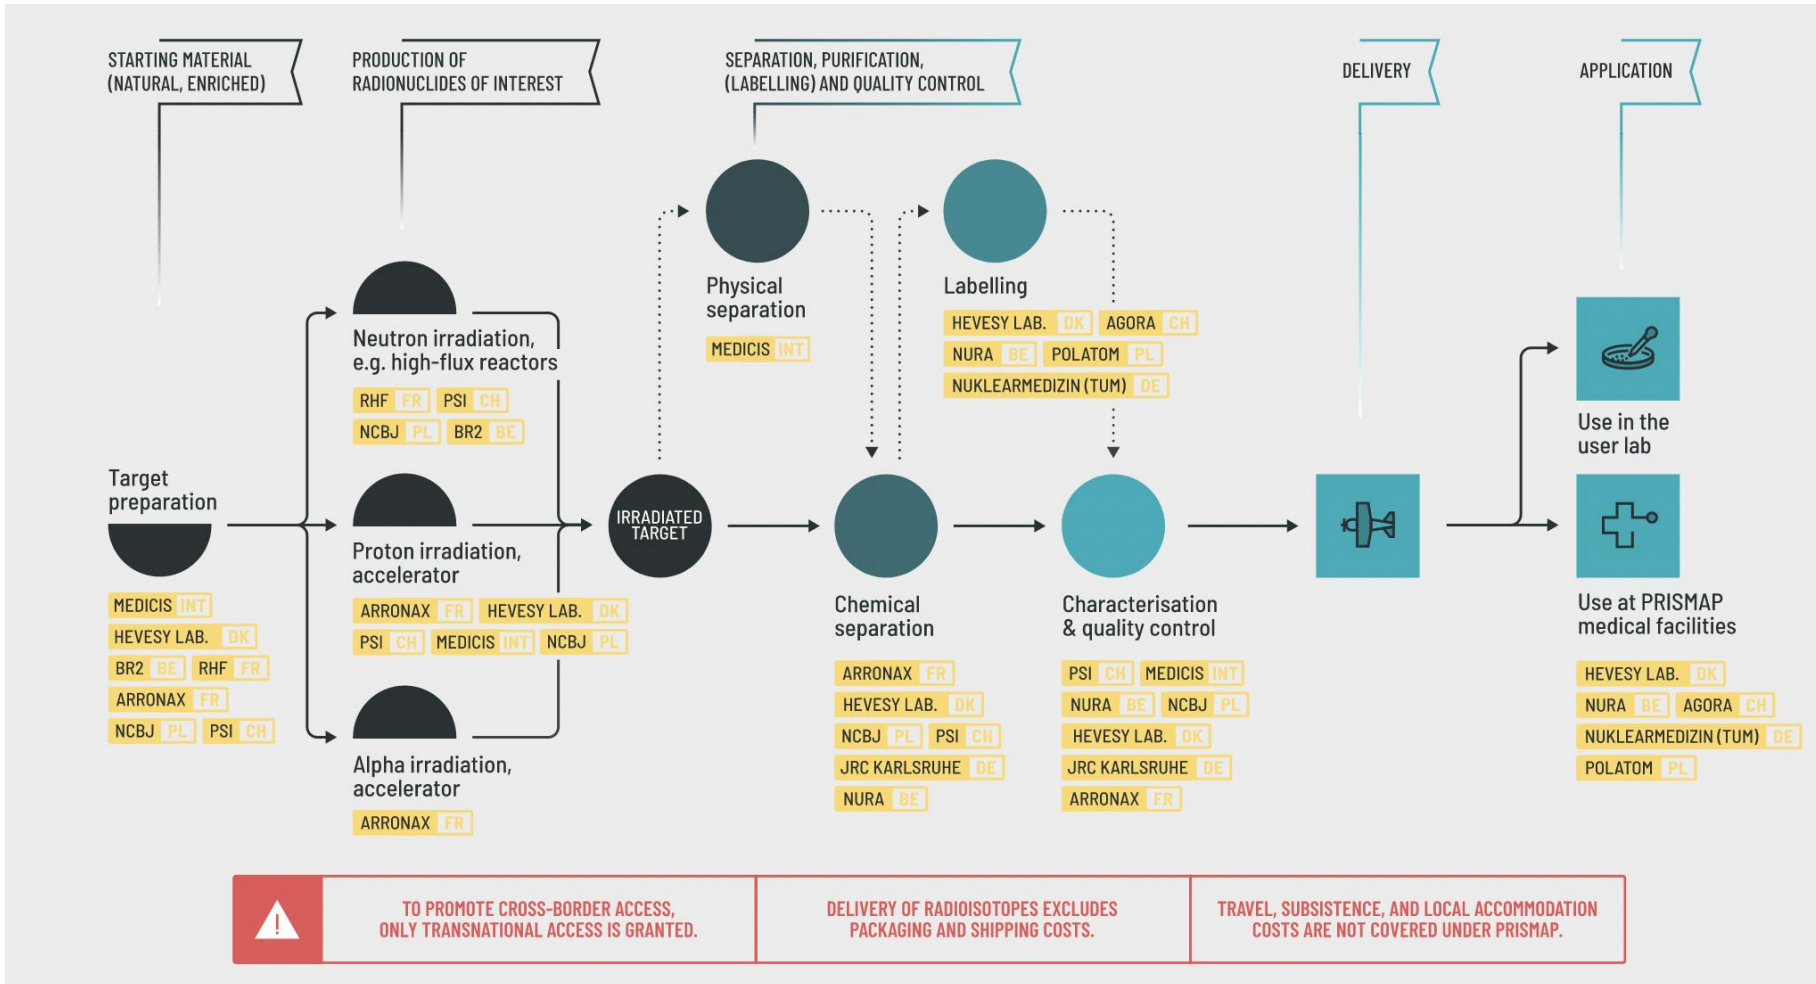 STARTING MATERIAL
(NATURAL, ENRICHED)
PRODUCTION OF
RADIONUCLIDES OF INTEREST
SEPARATION, PURIFICATION,
(LABELLING) AND QUALITY CONTROL
DELIVERY
APPLICATION
Target
preparation
MEDICIS INT
HEVESY LAB. DK
BR2 BE RHF FR
ARRONAX FR
NCBJ PL PSI CH
Neutron irradiation,
e.g. high-flux reactors
RHF FR PSI CH
NCBJ PL BR2 BE
Proton irradiation,
accelerator
ARRONAX FR HEVESY LAB. DK
PSI CH MEDICIS INT NCBJ PL
Alpha irradiation,
accelerator
ARRONAX FR
IRRADIATED
TARGET
Physical
separation
MEDICIS INT
Chemical
separation
ARRONAX FR
HEVESY LAB. DK
NCBJ PL PSI CH
JRC KARLSRUHE DE
NURA BE
Labelling
HEVESY LAB. DK AGORA CH
NURA BE POLATOM PL
NUKLEARMEDIZIN (TUM) DE
Characterisation
& quality control
PSI CH MEDICIS INT
NURA BE NCBJ PL
HEVESY LAB. DK
JRC KARLSRUHE DE
ARRONAX FR
Use in the
user lab
Use at PRISMAP
medical facilities
HEVESY LAB. DK
NURA BE AGORA CH
NUKLEARMEDIZIN (TUM) DE
POLATOM PL
!
TO PROMOTE CROSS-BORDER ACCESS,
ONLY TRANSNATIONAL ACCESS IS GRANTED.
DELIVERY OF RADIOISOTOPES EXCLUDES
PACKAGING AND SHIPPING COSTS.
TRAVEL, SUBSISTENCE, AND LOCAL ACCOMMODATION
COSTS ARE NOT COVERED UNDER PRISMAP.